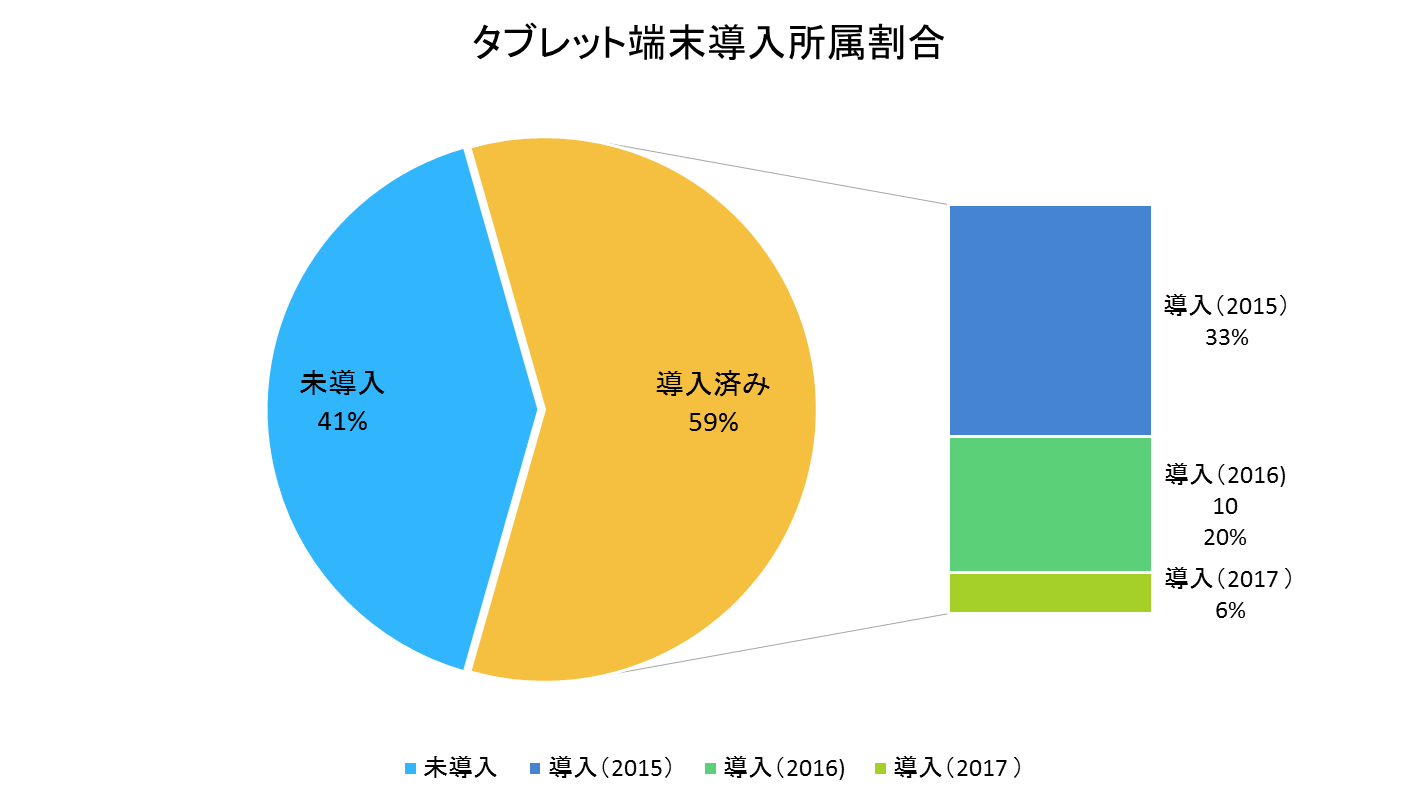 タブレット端末導入所属割合
未導入
41%
導入済み
59%
導入（2015）
33%
導入（2016)
10
20%
導入（2017 ）
6%
未導入 導入（2015） 導入（2016) 導入（2017 ）